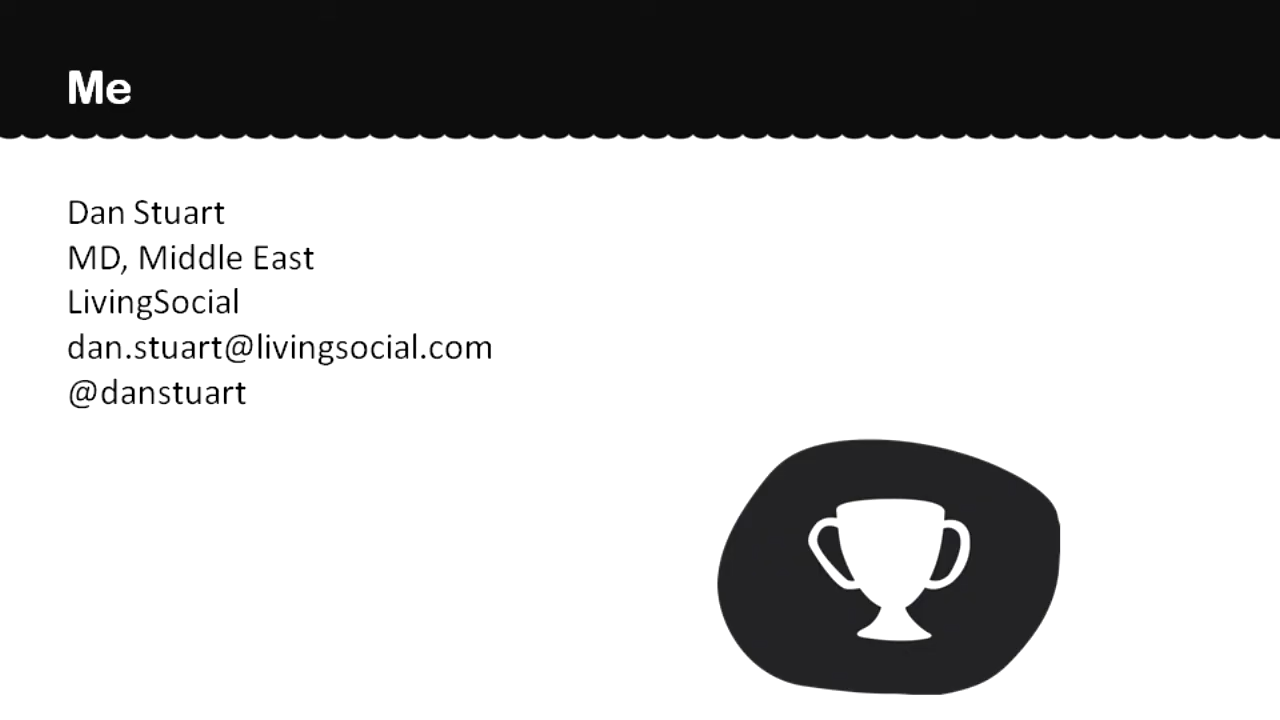 Me
Dan Stuart
MD, Middle East
LivingSocial
dan.stuart@livingsocial.com
@danstuart